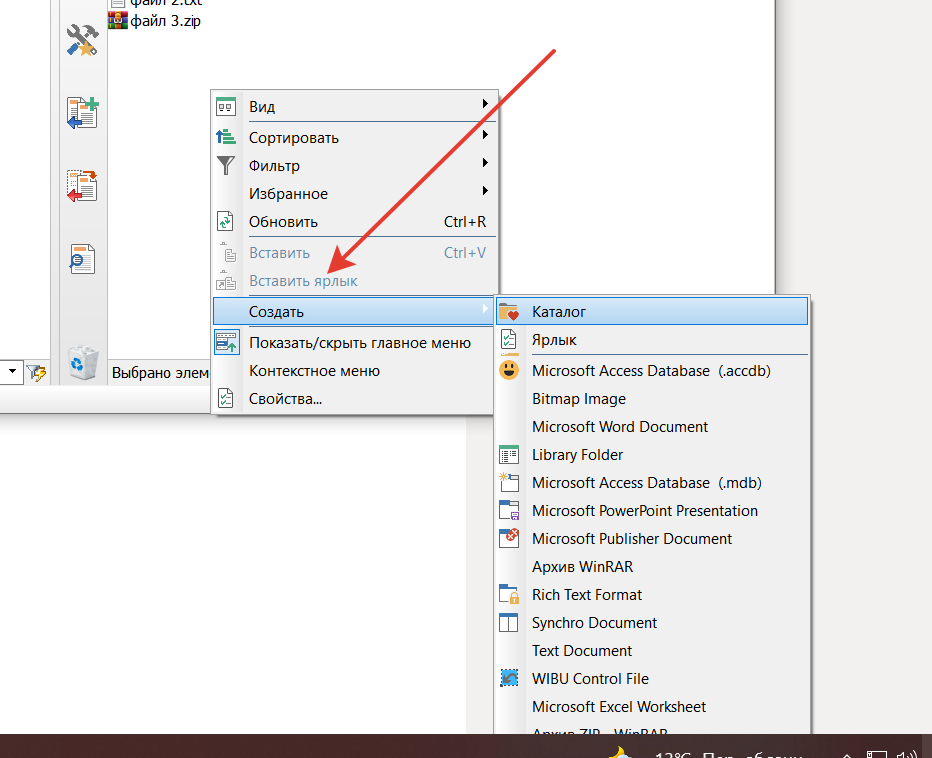 файл 2.txt
файл 3.zip
Вид
Сортировать
Фильтр
Избранное
Обновить Ctrl+R
Вставить Ctrl+V
Вставить ярлык
Создать
Показать/скрыть главное меню
Контекстное меню
Свойства...
Выбрано элем
Каталог
Ярлык
Microsoft Access Database (.accdb)
Bitmap Image
Microsoft Word Document
Library Folder
Microsoft Access Database (.mdb)
Microsoft PowerPoint Presentation
Microsoft Publisher Document
Архив WinRAR
Rich Text Format
Synchro Document
Text Document
WIBU Control File
Microsoft Excel Worksheet
Архив ZIP - WinRAR
13°C